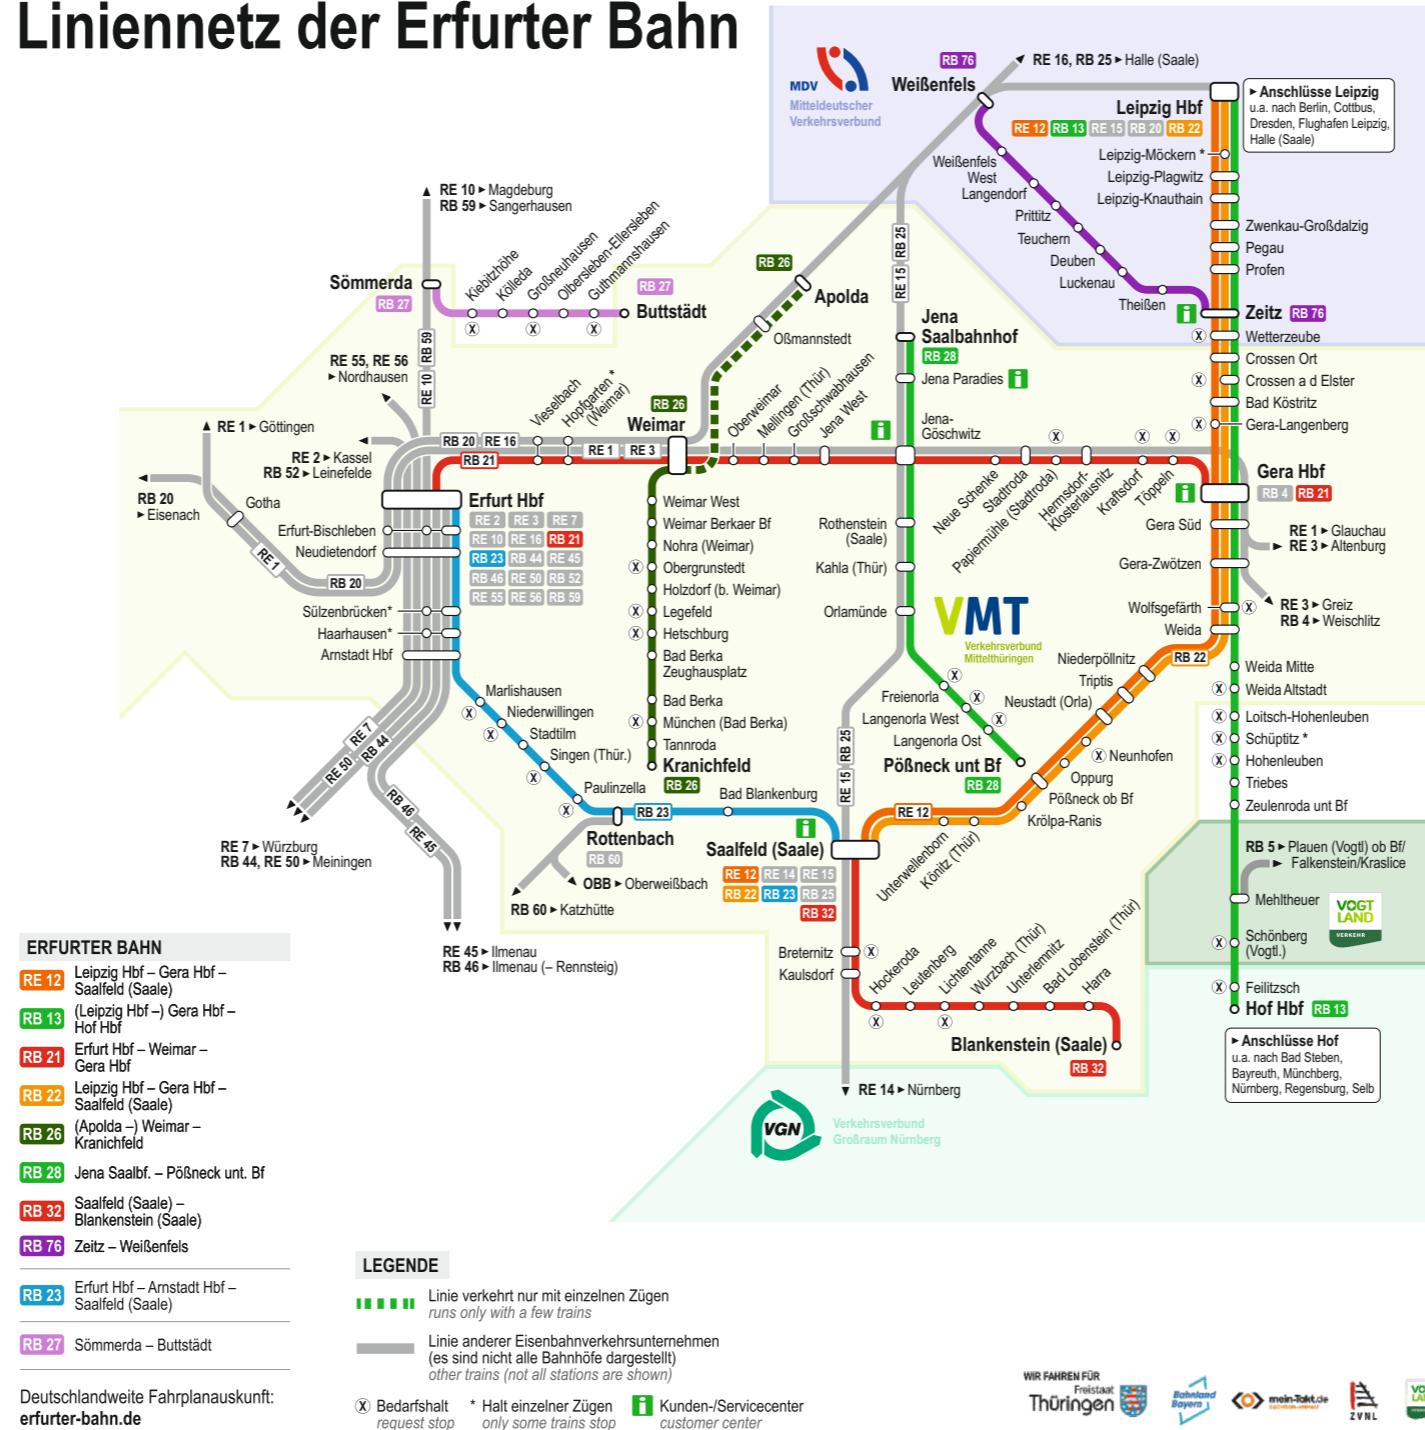 Liniennetz der Erfurter Bahn
MDV
Mitteldeutscher
Verkehrsverbund
RB 76
Weißenfels
RE 16, RB 25 ▸ Halle (Saale)
Leipzig Hbf
RE 12 RB 13 RE 15 RB 20 RB 22
▸ Anschlüsse Leipzig
u.a. nach Berlin, Cottbus,
Dresden, Flughafen Leipzig,
Halle (Saale)
Leipzig-Möckern *
Leipzig-Plagwitz
Leipzig-Knauthain
Zwenkau-Großdalzig
Pegau
Profen
Weißenfels
West
Langendorf
Prittitz
Teuchern
Deuben
Luckenau
Theißen
Zeitz RB 76
Wetterzeube
Crossen Ort
Crossen a d Elster
Bad Köstritz
Gera-Langenberg
RE 10 ▸ Magdeburg
RB 59 ▸ Sangerhausen
Sömmerda
RB 27
Kiebitzhöhe
Kölleda
Großneuhausen
Olbersleben-Ellersleben
Guthmannshausen
RB 27
Buttstädt
RB 59
RE 10
RE 55, RE 56
▸ Nordhausen
RE 1 ▸ Göttingen
RE 2 ▸ Kassel
RB 52 ▸ Leinefelde
RB 20
▸ Eisenach
Gotha
RE 1
RB 20
RB 26
Apolda
Oßmannstedt
RB 25
RE 15
Jena
Saalbahnhof
RB 28
Jena Paradies
Jena-
Göschwitz
Vieselbach
Hopfgarten *
(Weimar)
RB 26
Weimar
RB 20 RE 16
RE 1 RE 3
RB 21
Oberweimar
Mellingen (Thür)
Großschwabhausen
Jena West
Neue Schenke
Stadtroda
Papiermühle (Stadtroda)
Hermsdorf-
Klosterlausnitz
Kraftsdorf
Töppeln
Gera Hbf
RB 4 RB 21
Gera Süd
RE 1 ▸ Glauchau
RE 3 ▸ Altenburg
Gera-Zwötzen
RE 3 ▸ Greiz
RB 4 ▸ Weischlitz
Wolfsgefärth
Weida
RB 22
Erfurt Hbf
RE 2 RE 3 RE 7
RE 10 RE 16 RB 21
RB 23 RB 44 RE 45
RB 46 RE 50 RB 52
RE 55 RE 56 RB 59
Erfurt-Bischleben
Neudietendorf
Sülzenbrücken*
Haarhausen*
Arnstadt Hbf
Weimar West
Weimar Berkaer Bf
Nohra (Weimar)
Obergrunstedt
Holzdorf (b. Weimar)
Legefeld
Hetschburg
Bad Berka
Zeughausplatz
Bad Berka
München (Bad Berka)
Tannroda
Kranichfeld
RB 26
Rothenstein
(Saale)
Kahla (Thür)
Orlamünde
VMT
Verkehrsverbund
Mittelthüringen
Freienorla
Langenorla West
Langenorla Ost
Pößneck unt Bf
RB 28
RB 25
RE 15
Niederpöllnitz
Triptis
Neustadt (Orla)
Neunhofen
Oppurg
Pößneck ob Bf
Krölpa-Ranis
RE 12
Unterwellenborn
Könitz (Thür)
Weida Mitte
Weida Altstadt
Loitsch-Hohenleuben
Schüptitz *
Hohenleuben
Triebes
Zeulenroda unt Bf
RB 5 ▸ Plauen (Vogtl) ob Bf/
Falkenstein/Kraslice
Mehltheuer
VOGT
LAND
VERKEHR
Schönberg
(Vogtl.)
Feilitzsch
Hof Hbf RB 13
▸ Anschlüsse Hof
u.a. nach Bad Steben,
Bayreuth, Münchberg,
Nürnberg, Regensburg, Selb
Marlishausen
Niederwillingen
Stadtilm
Singen (Thür.)
Paulinzella
RB 23
Bad Blankenburg
Rottenbach
RB 60
OBB ▸ Oberweißbach
RB 60 ▸ Katzhütte
RE 7
RE 50
RB 44
RB 46
RE 45
RE 7 ▸ Würzburg
RB 44, RE 50 ▸ Meiningen
RE 45 ▸ Ilmenau
RB 46 ▸ Ilmenau (– Rennsteig)
Saalfeld (Saale)
RE 12 RE 14 RE 15
RB 22 RB 23 RB 25
RB 32
Breternitz
Kaulsdorf
Hockeroda
Leutenberg
Lichtentanne
Wurzbach (Thür)
Unterlemnitz
Bad Lobenstein (Thür)
Harra
Blankenstein (Saale)
RB 32
RE 14 ▸ Nürnberg
VGN
Verkehrsverbund
Großraum Nürnberg
ERFURTER BAHN
RE 12 Leipzig Hbf – Gera Hbf –
Saalfeld (Saale)
RB 13 (Leipzig Hbf –) Gera Hbf –
Hof Hbf
RB 21 Erfurt Hbf – Weimar –
Gera Hbf
RB 22 Leipzig Hbf – Gera Hbf –
Saalfeld (Saale)
RB 26 (Apolda –) Weimar –
Kranichfeld
RB 28 Jena Saalbf. – Pößneck unt. Bf
RB 32 Saalfeld (Saale) –
Blankenstein (Saale)
RB 76 Zeitz – Weißenfels
RB 23 Erfurt Hbf – Arnstadt Hbf –
Saalfeld (Saale)
RB 27 Sömmerda – Buttstädt
Deutschlandweite Fahrplanauskunft:
erfurter-bahn.de
LEGENDE
Linie verkehrt nur mit einzelnen Zügen
runs only with a few trains
Linie anderer Eisenbahnverkehrsunternehmen
(es sind nicht alle Bahnhöfe dargestellt)
other trains (not all stations are shown)
X Bedarfshalt
request stop
* Halt einzelner Züge
only some trains stop
Kunden-/Servicecenter
customer center
WIR FAHREN FÜR
Freistaat
Thüringen
Bahnland
Bayern
mein-Takt.de
ZVNL